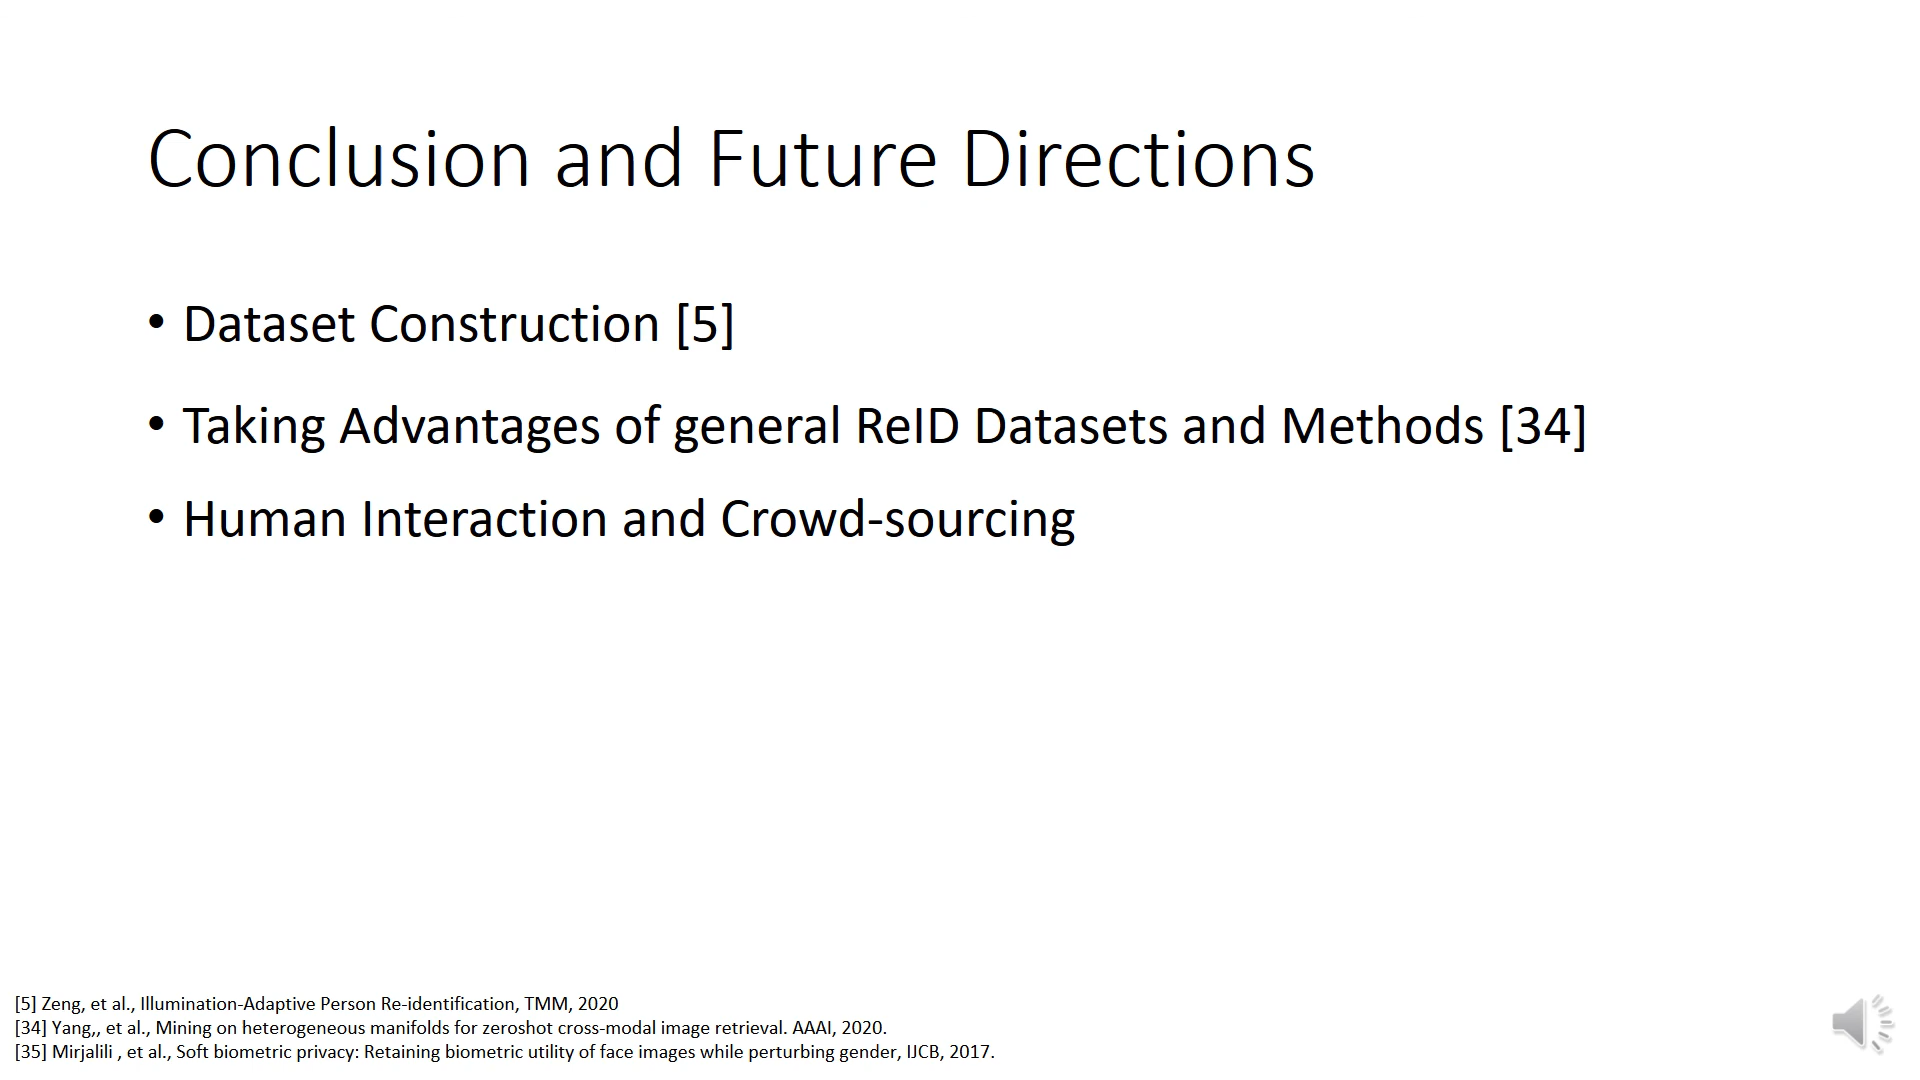 Conclusion and Future Directions
• Dataset Construction [5]
• Taking Advantages of general ReID Datasets and Methods [34]
• Human Interaction and Crowd-sourcing
[5] Zeng, et al., Illumination-Adaptive Person Re-identification, TMM, 2020
[34] Yang,, et al., Mining on heterogeneous manifolds for zeroshot cross-modal image retrieval. AAAI, 2020.
[35] Mirjalili , et al., Soft biometric privacy: Retaining biometric utility of face images while perturbing gender, IJCB, 2017.